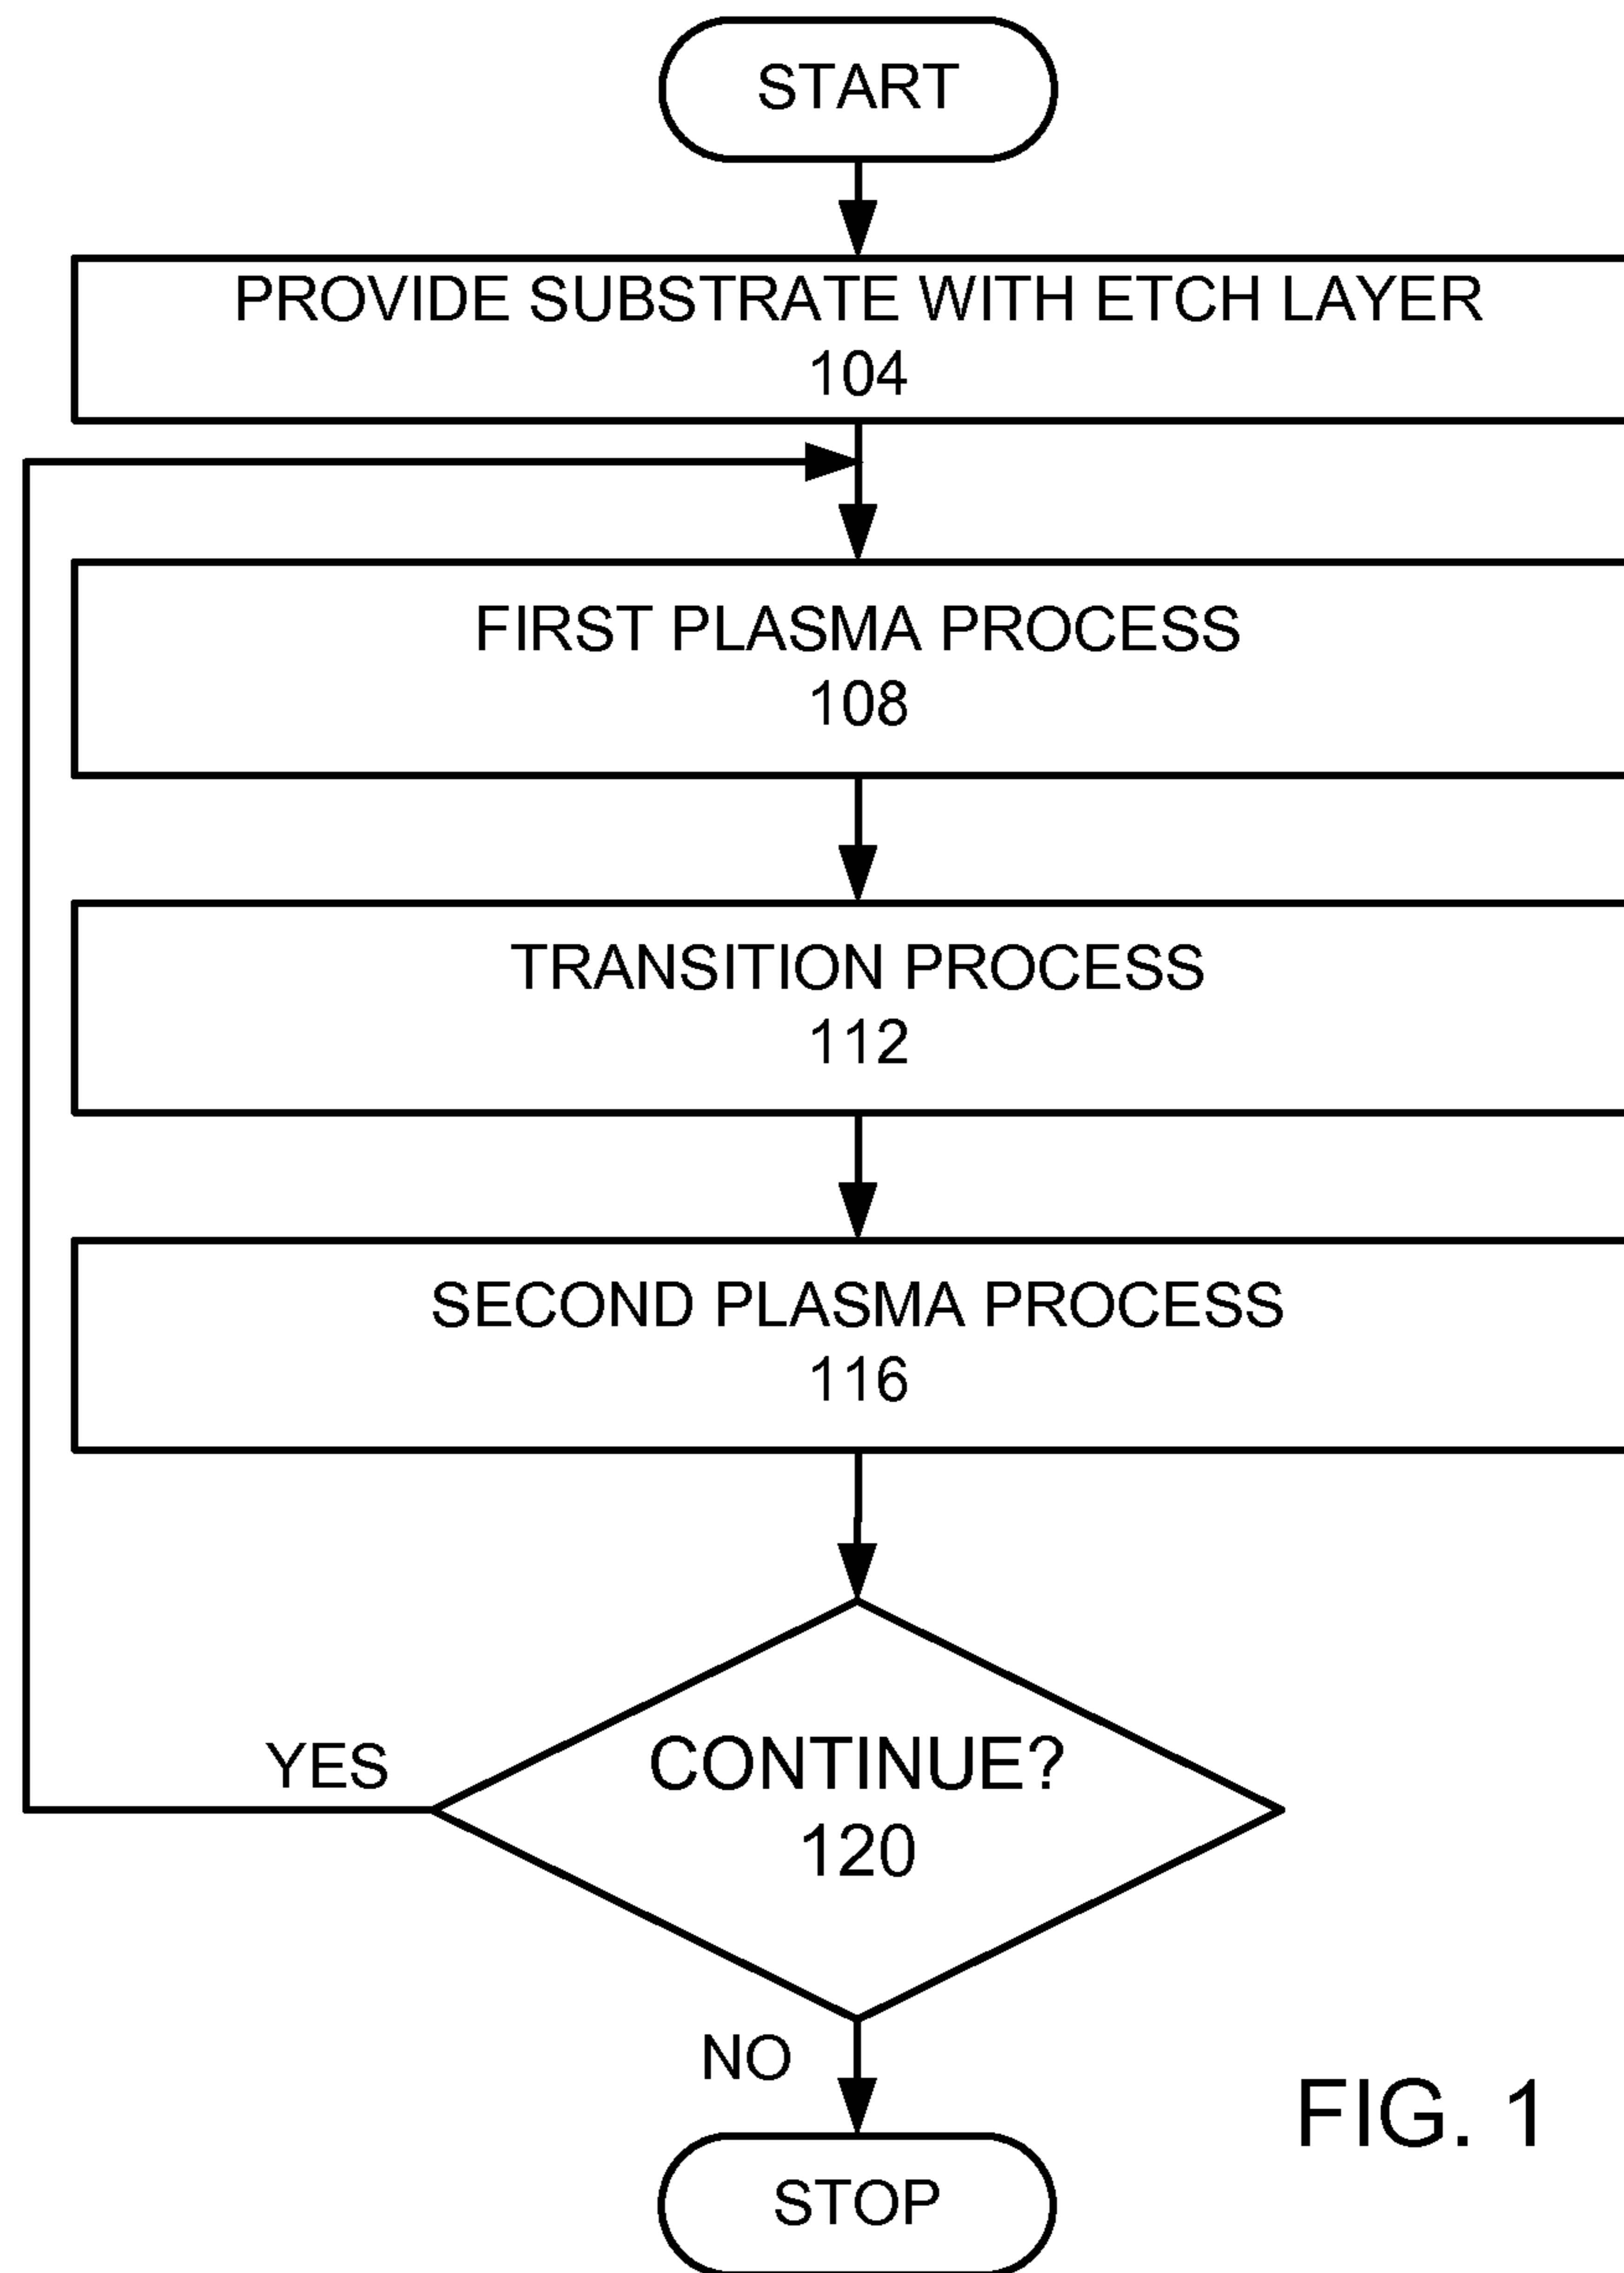 START
PROVIDE SUBSTRATE WITH ETCH LAYER
104
FIRST PLASMA PROCESS
108
TRANSITION PROCESS
112
SECOND PLASMA PROCESS
116
CONTINUE?
120
YES
NO
STOP
FIG. 1